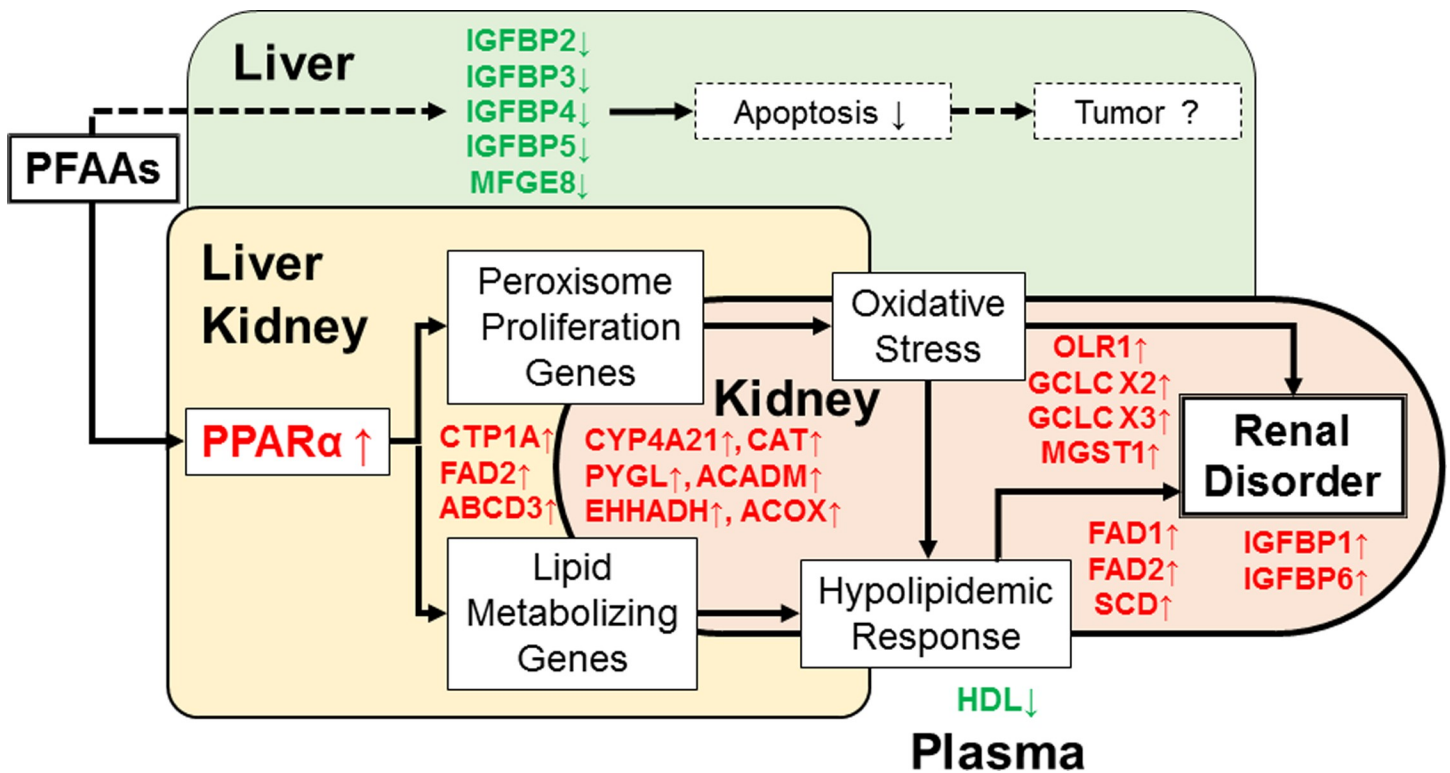 Liver
IGFBP2↓
IGFBP3↓
IGFBP4↓
IGFBP5↓
MFGE8↓
Apoptosis ↓
Tumor ?
PFAAs
Liver
Kidney
Peroxisome
Proliferation
Genes
Oxidative
Stress
PPARα ↑
CTP1A↑
FAD2↑
ABCD3↑
Kidney
CYP4A21↑, CAT↑
PYGL↑, ACADM↑
EHHADH↑, ACOX↑
OLR1↑
GCLC X2↑
GCLC X3↑
MGST1↑
Renal
Disorder
Lipid
Metabolizing
Genes
Hypolipidemic
Response
FAD1↑
FAD2↑
SCD↑
IGFBP1↑
IGFBP6↑
HDL↓
Plasma